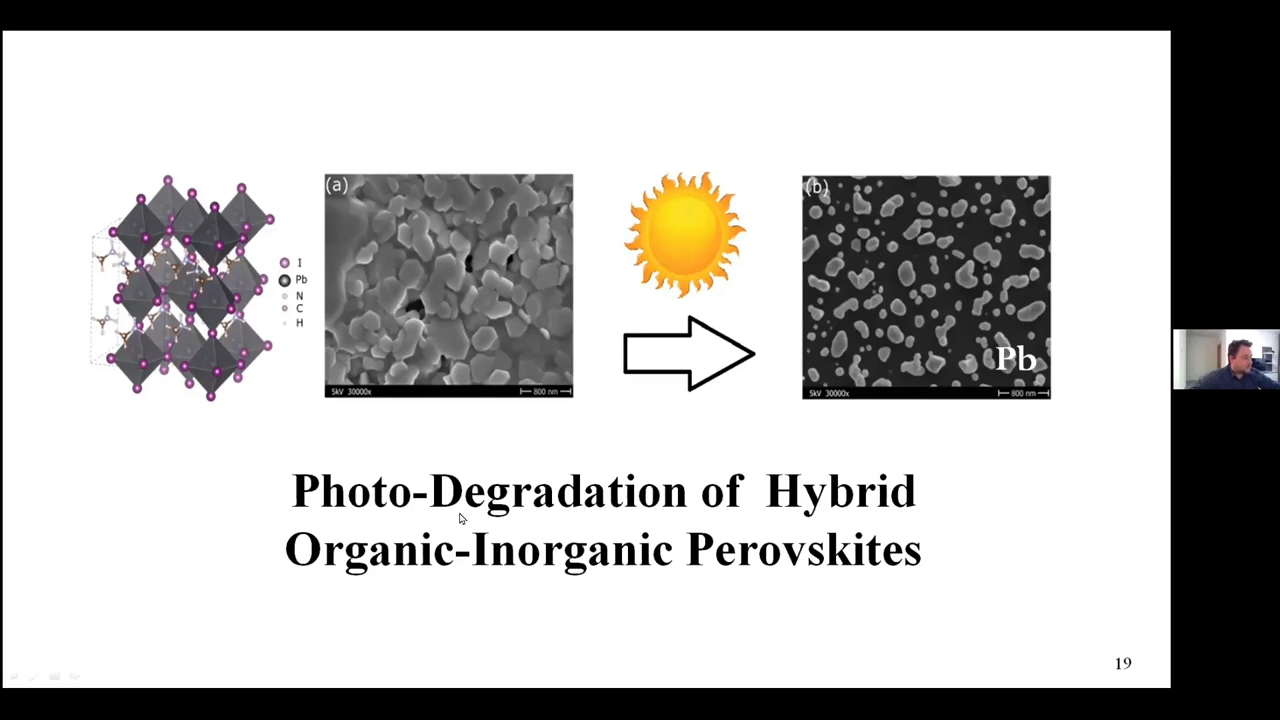 I
Pb
N
C
H
(a)
5kV 30000x
800 nm
(b)
Pb
5kV 30000x
800 nm
Photo-Degradation of Hybrid
Organic-Inorganic Perovskites
19